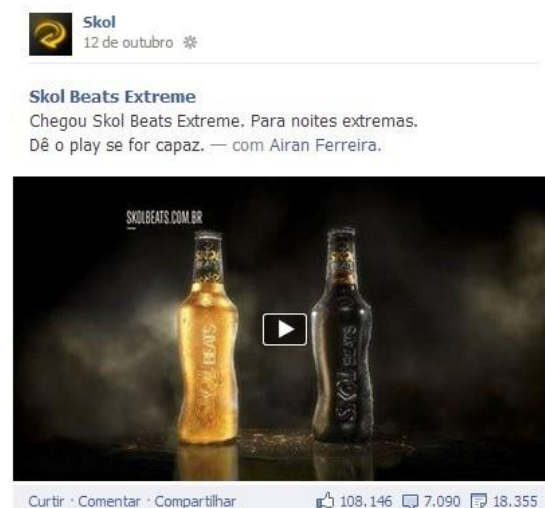 Skol
12 de outubro
Skol Beats Extreme
Chegou Skol Beats Extreme. Para noites extremas.
Dê o play se for capaz. — com Airan Ferreira.
SKOLBEATS.COM.BR
SKOL BEATS
SKOL BEATS
Curtir · Comentar · Compartilhar 108.146 7.090 18.355